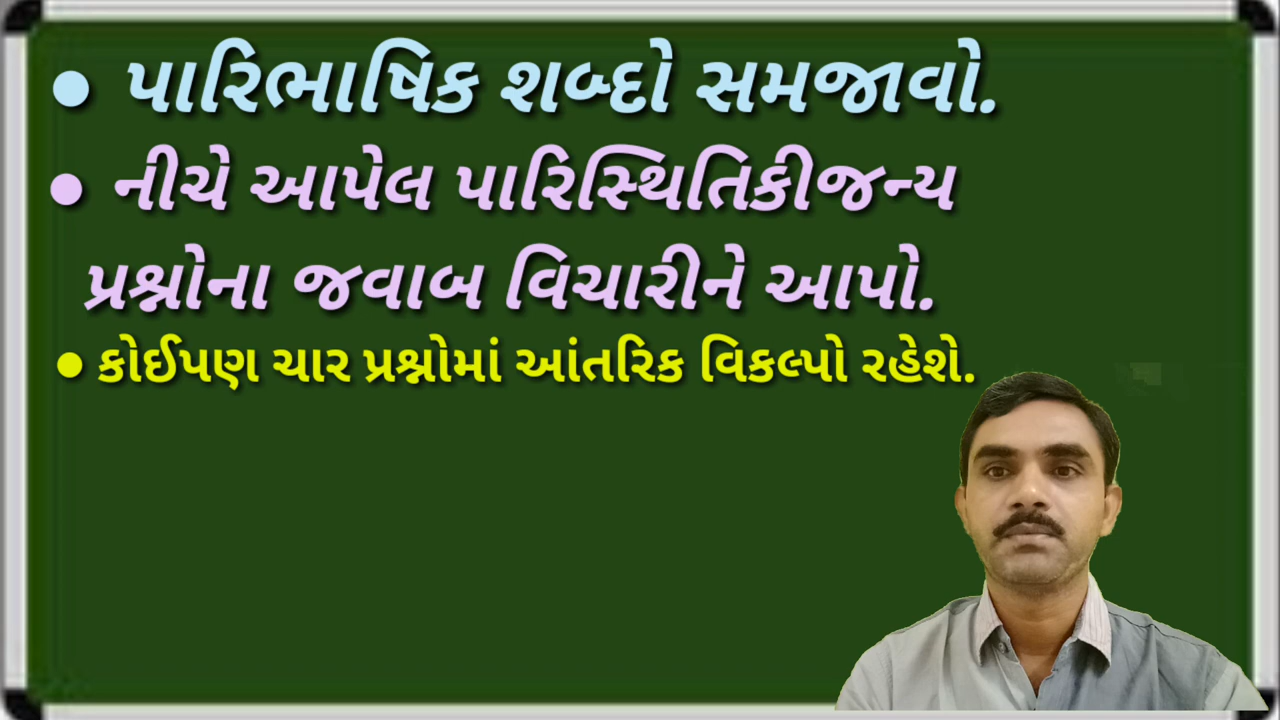 • પારિભાષિક શબ્દો સમજાવો.
• નીચે આપેલ પારિસ્થિતિકીજન્ય
પ્રશ્નોના જવાબ વિચારીને આપો.
• કોઈપણ ચાર પ્રશ્નોમાં આંતરિક વિકલ્પો રહેશે.